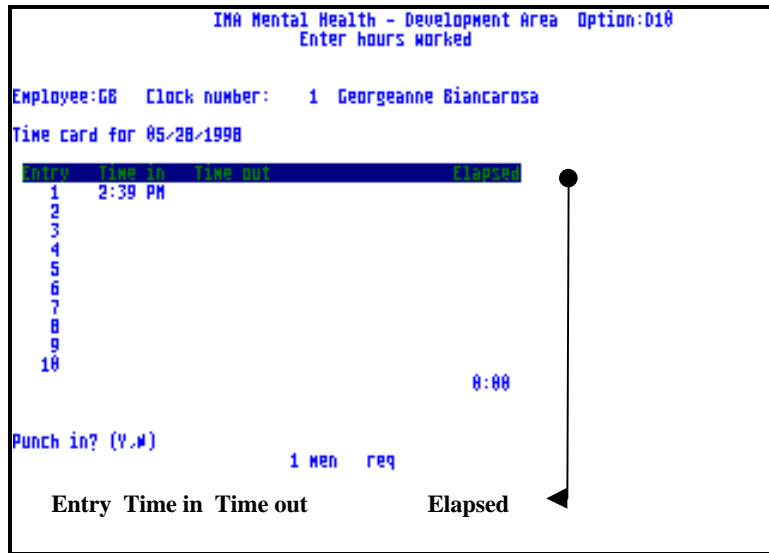 IMA Mental Health - Development Area Option:D10
Enter hours worked
Employee:GB Clock number: 1 Georgeanne Biancarosa
Time card for 05/28/1998
Entry Time in Time out Elapsed
1 2:39 PM
2
3
4
5
6
7
8
9
10
0:00
Punch in? (Y,N)
1 men req
Entry Time in Time out Elapsed